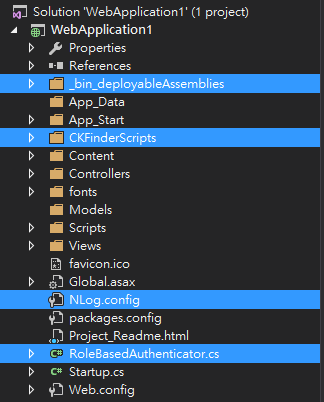 Solution 'WebApplication1' (1 project)
WebApplication1
Properties
References
_bin_deployableAssemblies
App_Data
App_Start
CKFinderScripts
Content
Controllers
fonts
Models
Scripts
Views
favicon.ico
Global.asax
NLog.config
packages.config
Project_Readme.html
C# RoleBasedAuthenticator.cs
C# Startup.cs
Web.config